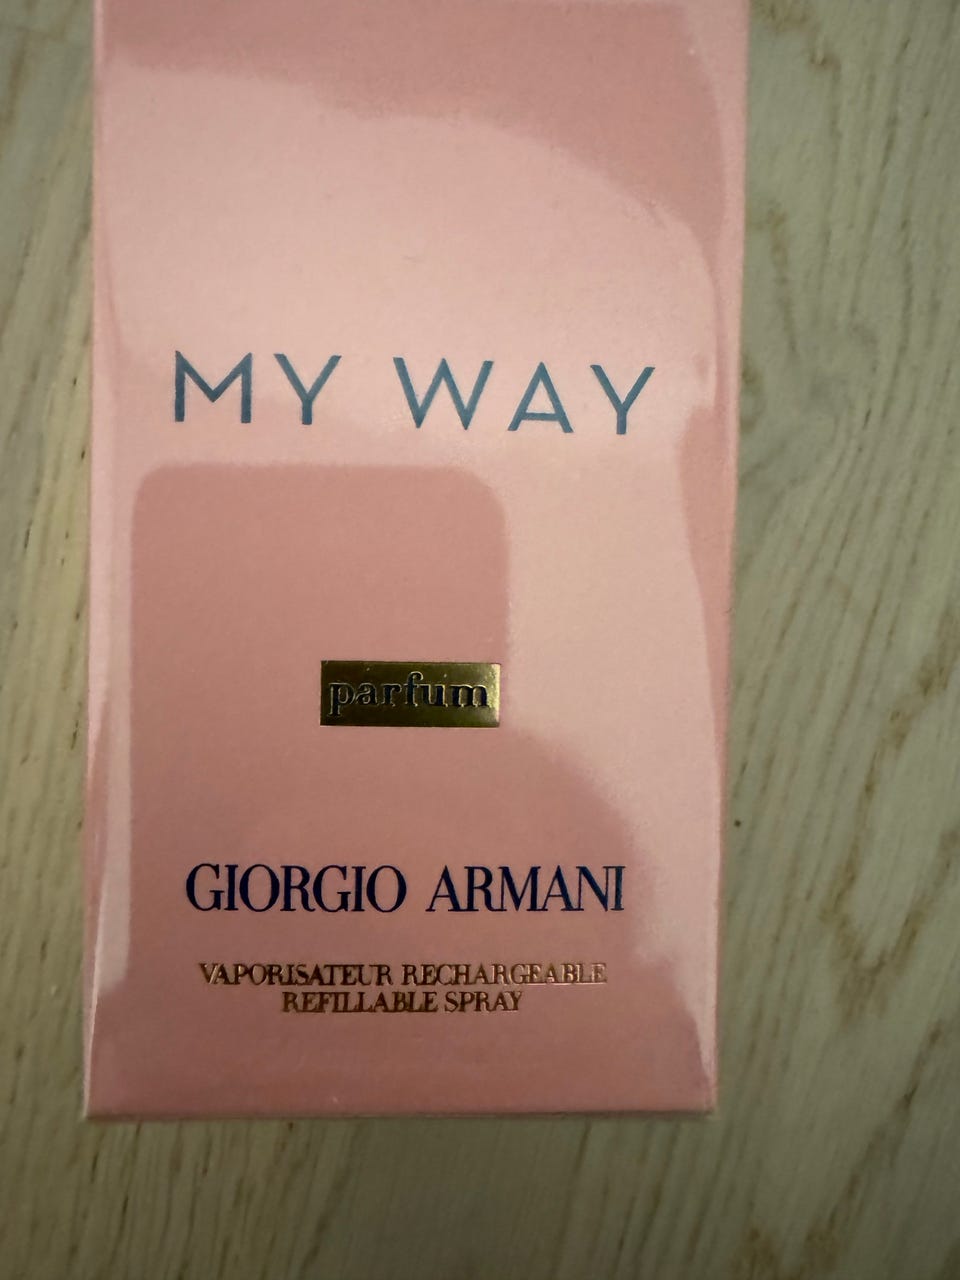 MY WAY
parfum
GIORGIO ARMANI
VAPORISATEUR RECHARGEABLE
REFILLABLE SPRAY